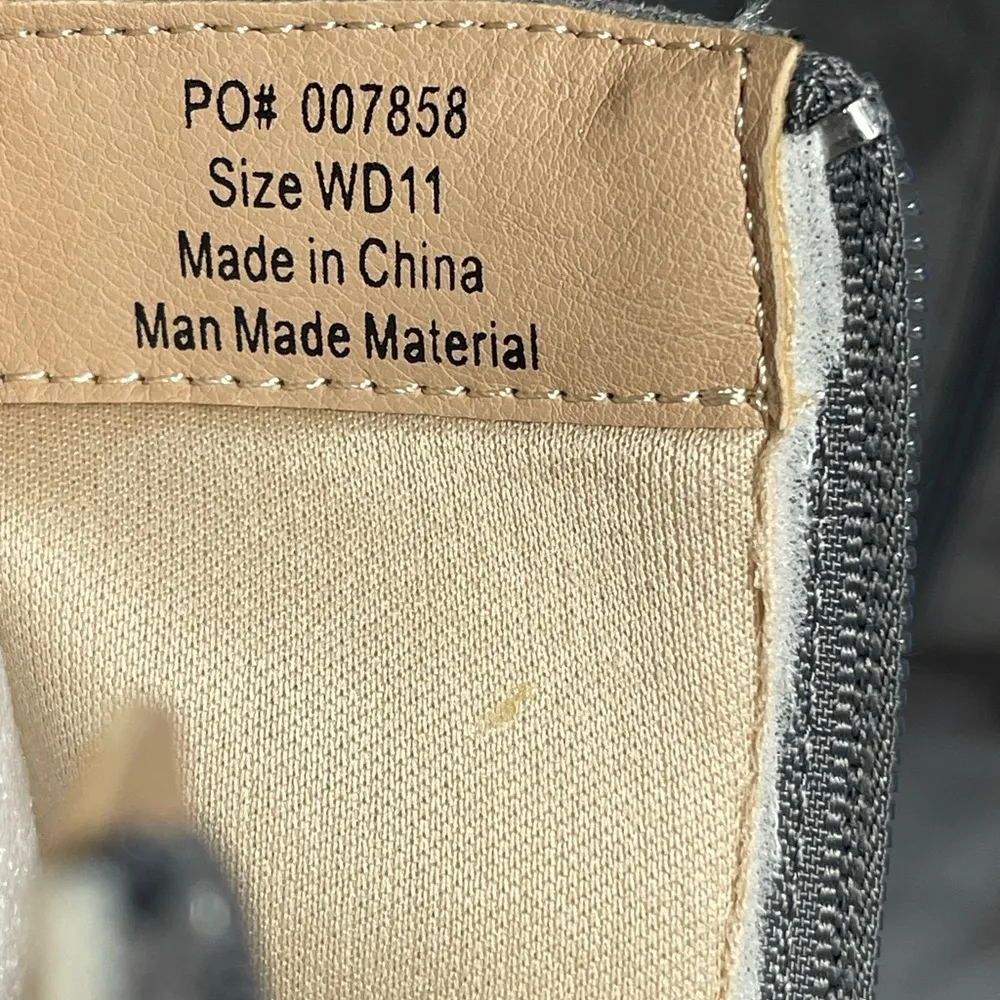 PO# 007858
Size WD11
Made in China
Man Made Material